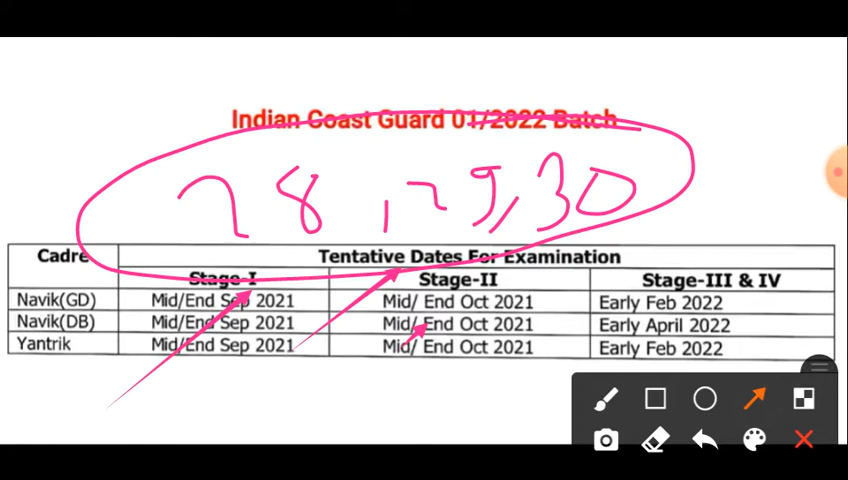 Indian Coast Guard 01/2022 Batch
28, 29, 30
Cadre Tentative Dates For Examination
Stage-I Stage-II Stage-III & IV
Navik(GD) Mid/End Sep 2021 Mid/ End Oct 2021 Early Feb 2022
Navik(DB) Mid/End Sep 2021 Mid/ End Oct 2021 Early April 2022
Yantrik Mid/End Sep 2021 Mid/ End Oct 2021 Early Feb 2022